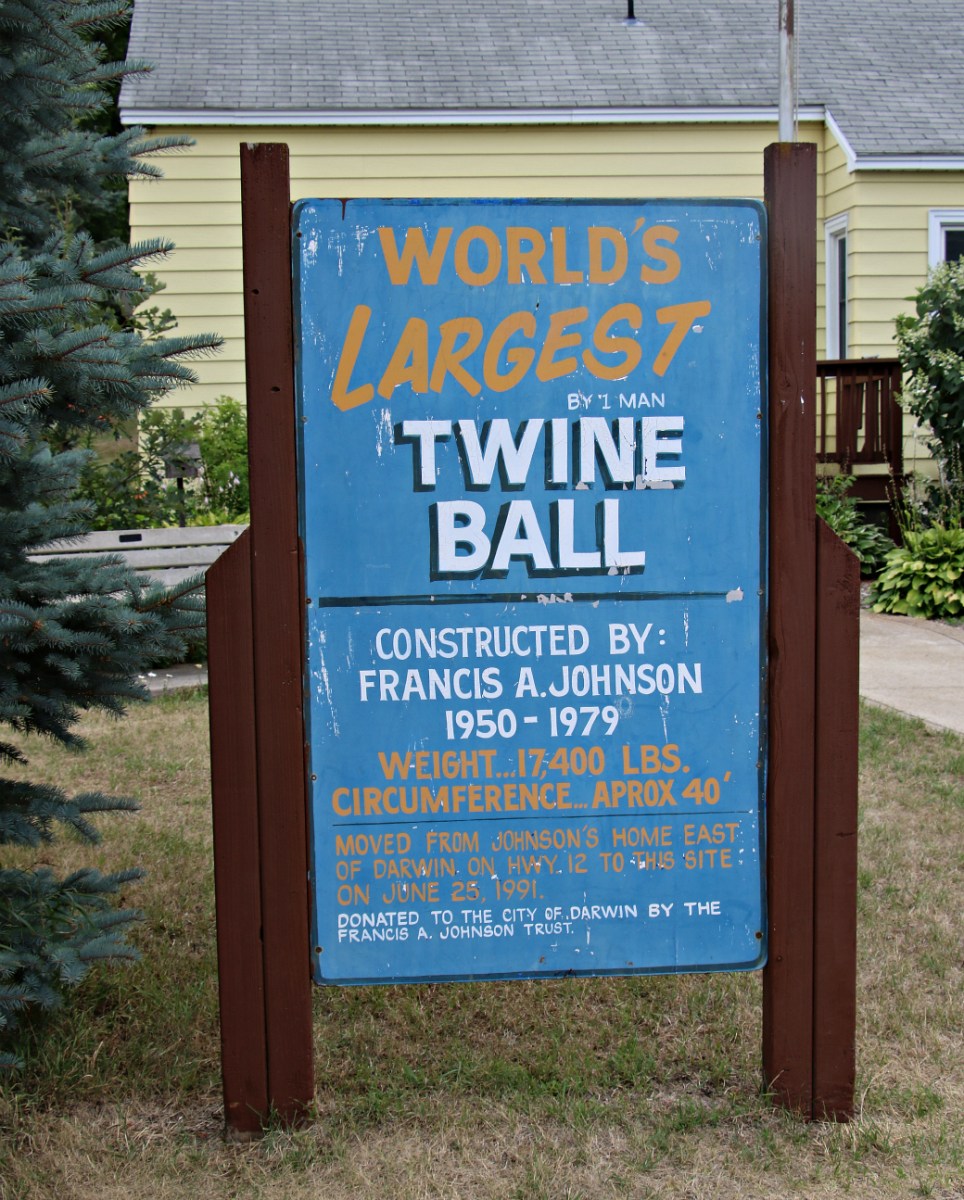 WORLD'S
LARGEST
BY 1 MAN
TWINE
BALL
CONSTRUCTED BY:
FRANCIS A. JOHNSON
1950-1979
WEIGHT...17,400 LBS.
CIRCUMFERENCE...APROX 40'
MOVED FROM JOHNSON'S HOME EAST
OF DARWIN ON HWY. 12 TO THIS SITE
ON JUNE 25, 1991.
DONATED TO THE CITY OF DARWIN BY THE
FRANCIS A. JOHNSON TRUST.